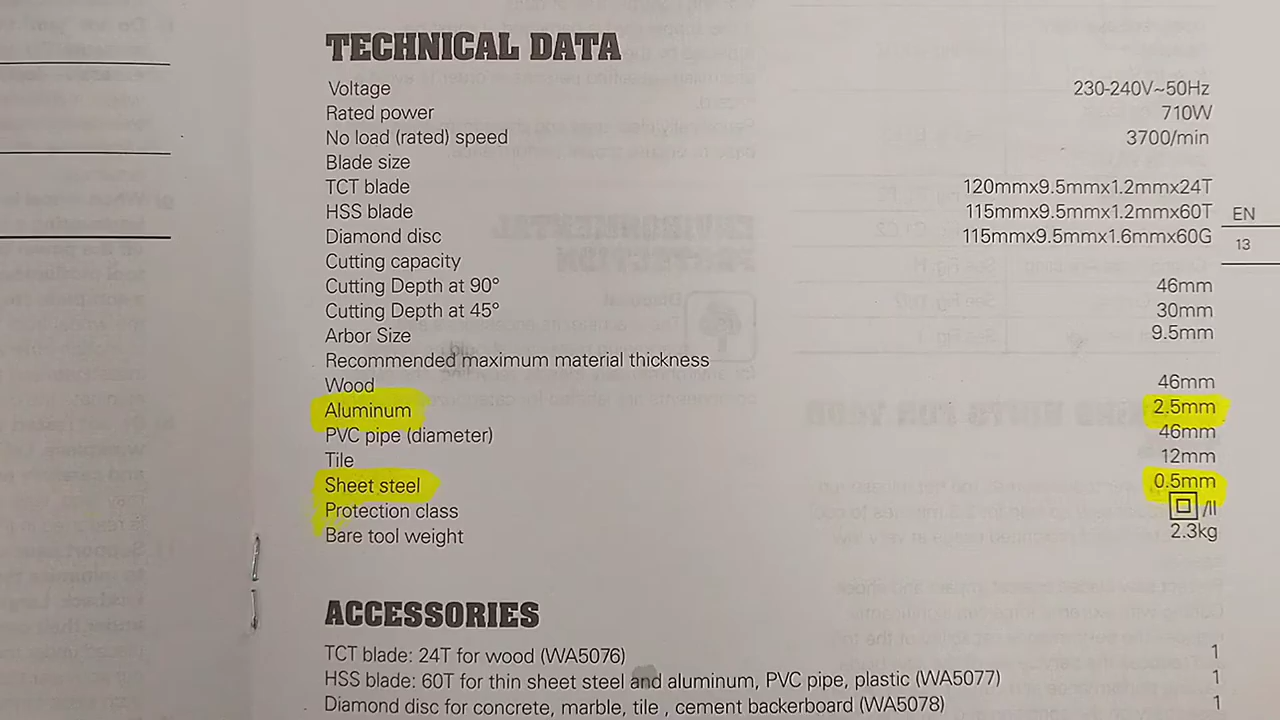 TECHNICAL DATA
Voltage 230-240V~50Hz
Rated power 710W
No load (rated) speed 3700/min
Blade size
TCT blade 120mmx9.5mmx1.2mmx24T
HSS blade 115mmx9.5mmx1.2mmx60T
Diamond disc 115mmx9.5mmx1.6mmx60G
Cutting capacity
Cutting Depth at 90° 46mm
Cutting Depth at 45° 30mm
Arbor Size 9.5mm
Recommended maximum material thickness
Wood 46mm
Aluminum 2.5mm
PVC pipe (diameter) 46mm
Tile 12mm
Sheet steel 0.5mm
Protection class /II
Bare tool weight 2.3kg
EN
13
ACCESSORIES
TCT blade: 24T for wood (WA5076) 1
HSS blade: 60T for thin sheet steel and aluminum, PVC pipe, plastic (WA5077) 1
Diamond disc for concrete, marble, tile , cement backerboard (WA5078) 1